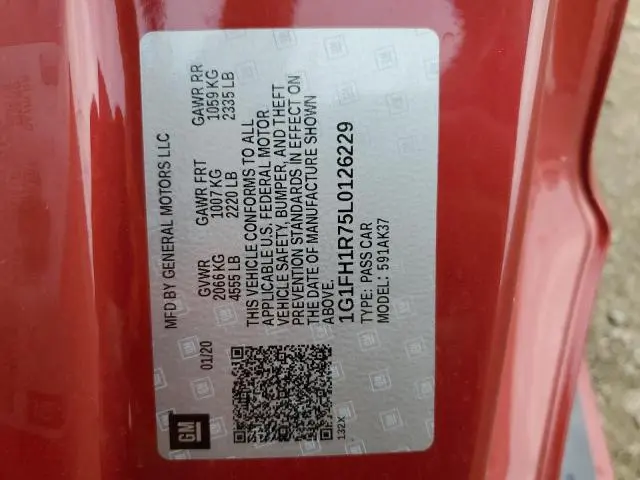 MFD BY GENERAL MOTORS LLC
01/20
GVWR GAWR FRT GAWR RR
2066 KG 1007 KG 1059 KG
4555 LB 2220 LB 2335 LB
THIS VEHICLE CONFORMS TO ALL
APPLICABLE U.S. FEDERAL MOTOR
VEHICLE SAFETY, BUMPER, AND THEFT
PREVENTION STANDARDS IN EFFECT ON
THE DATE OF MANUFACTURE SHOWN
ABOVE.
1G1FH1R75L0126229
TYPE: PASS CAR
MODEL: 591AK37
GM
132X